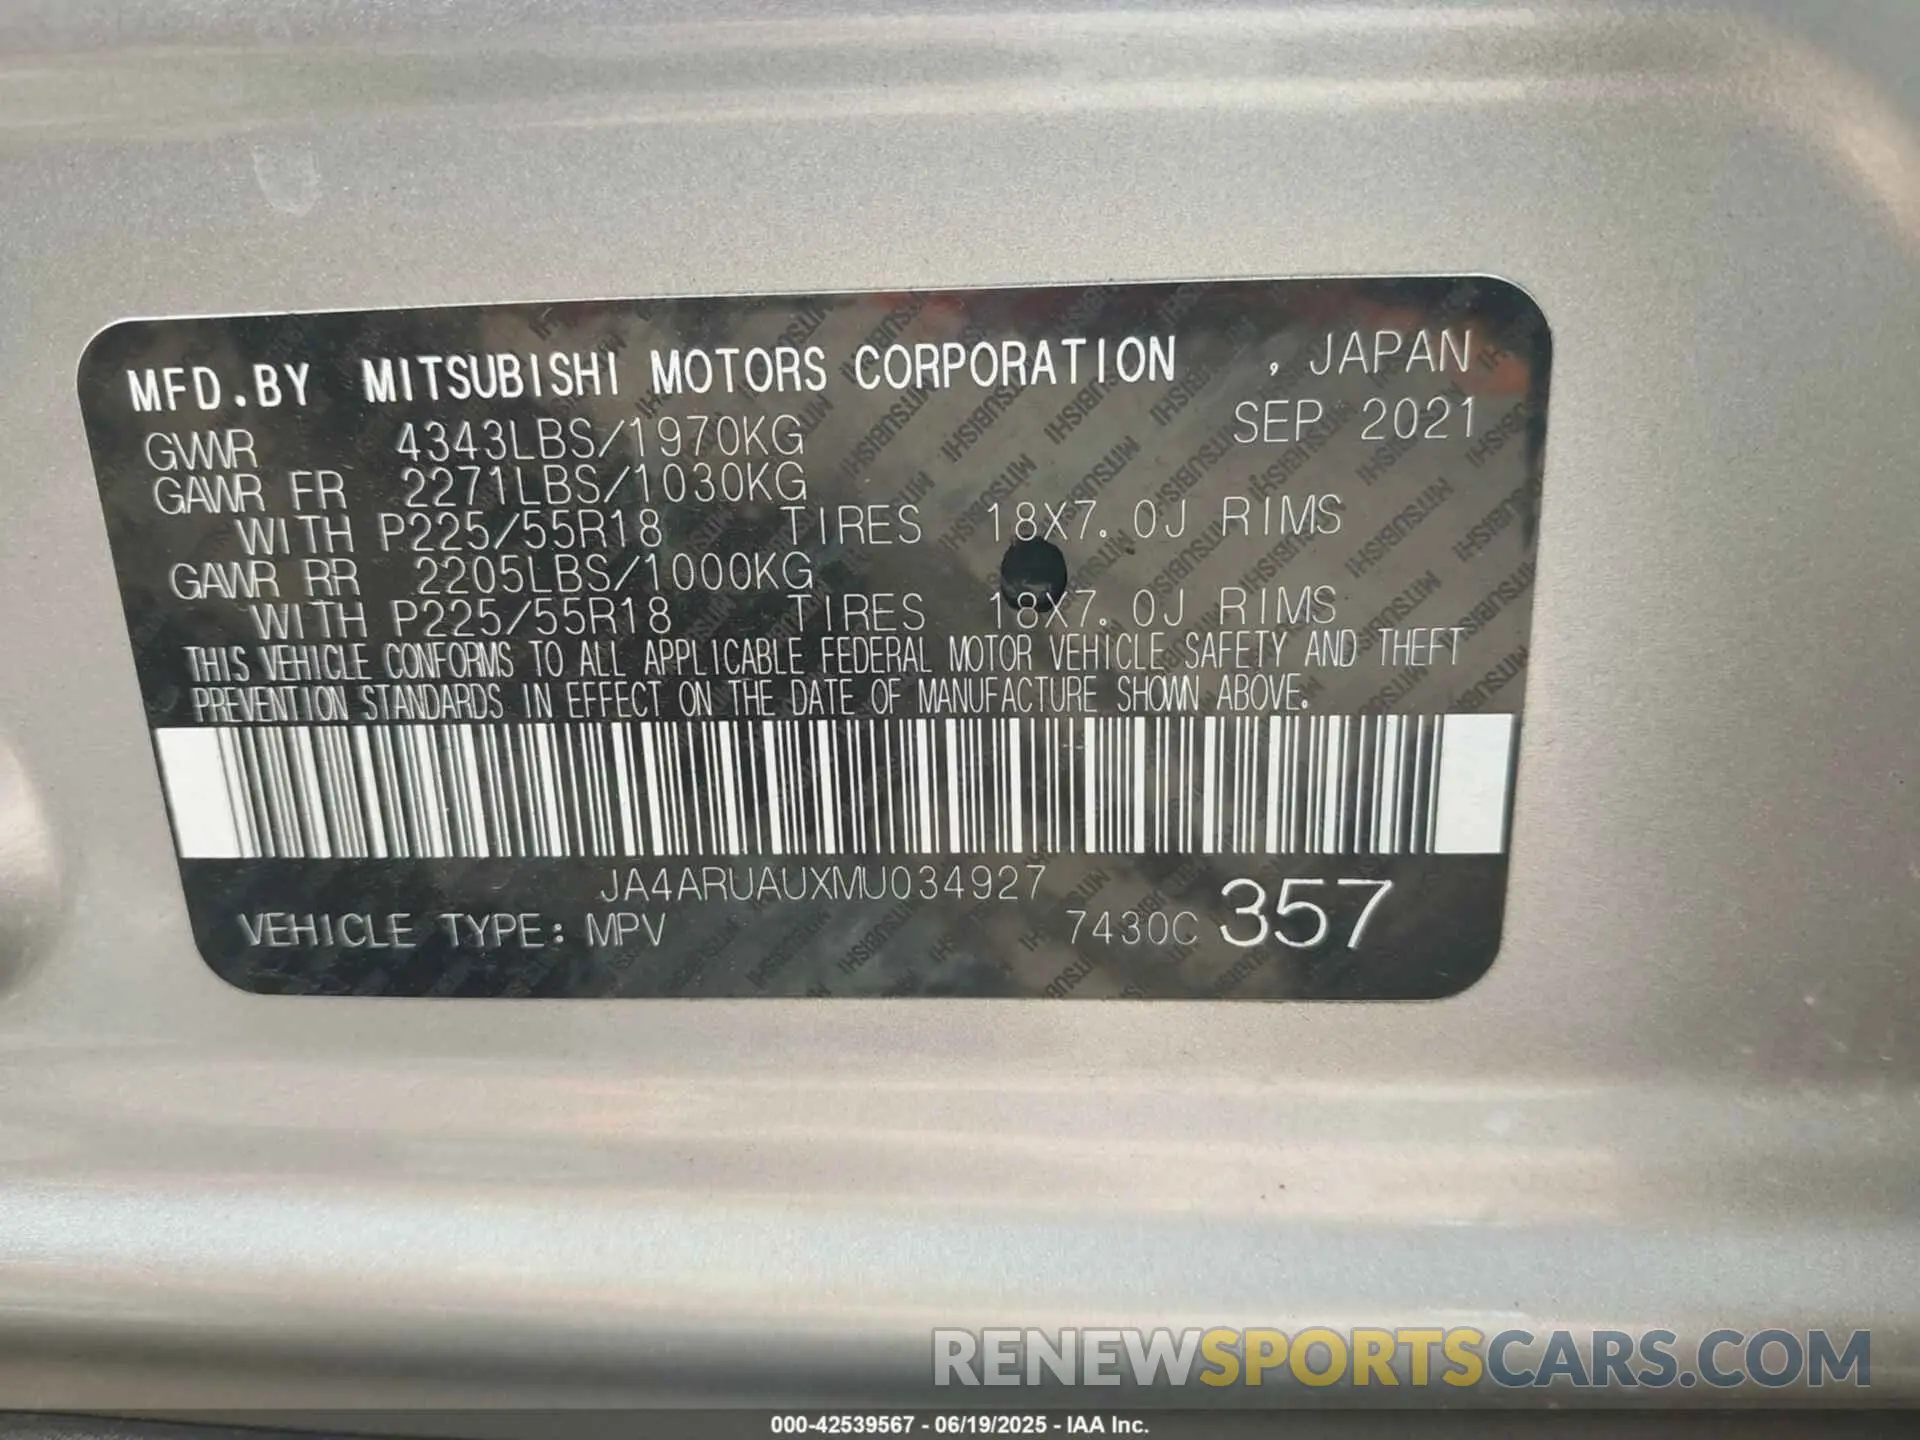 MFD.BY MITSUBISHI MOTORS CORPORATION , JAPAN
GVWR 4343LBS/1970KG SEP 2021
GAWR FR 2271LBS/1030KG
WITH P225/55R18 TIRES 18X7.0J RIMS
GAWR RR 2205LBS/1000KG
WITH P225/55R18 TIRES 18X7.0J RIMS
THIS VEHICLE CONFORMS TO ALL APPLICABLE FEDERAL MOTOR VEHICLE SAFETY AND THEFT
PREVENTION STANDARDS IN EFFECT ON THE DATE OF MANUFACTURE SHOWN ABOVE.
JA4ARUAUXMU034927
VEHICLE TYPE: MPV 7430C 357
RENEWSPORTSCARS.COM
000-42539567 - 06/19/2025 - IAA Inc.